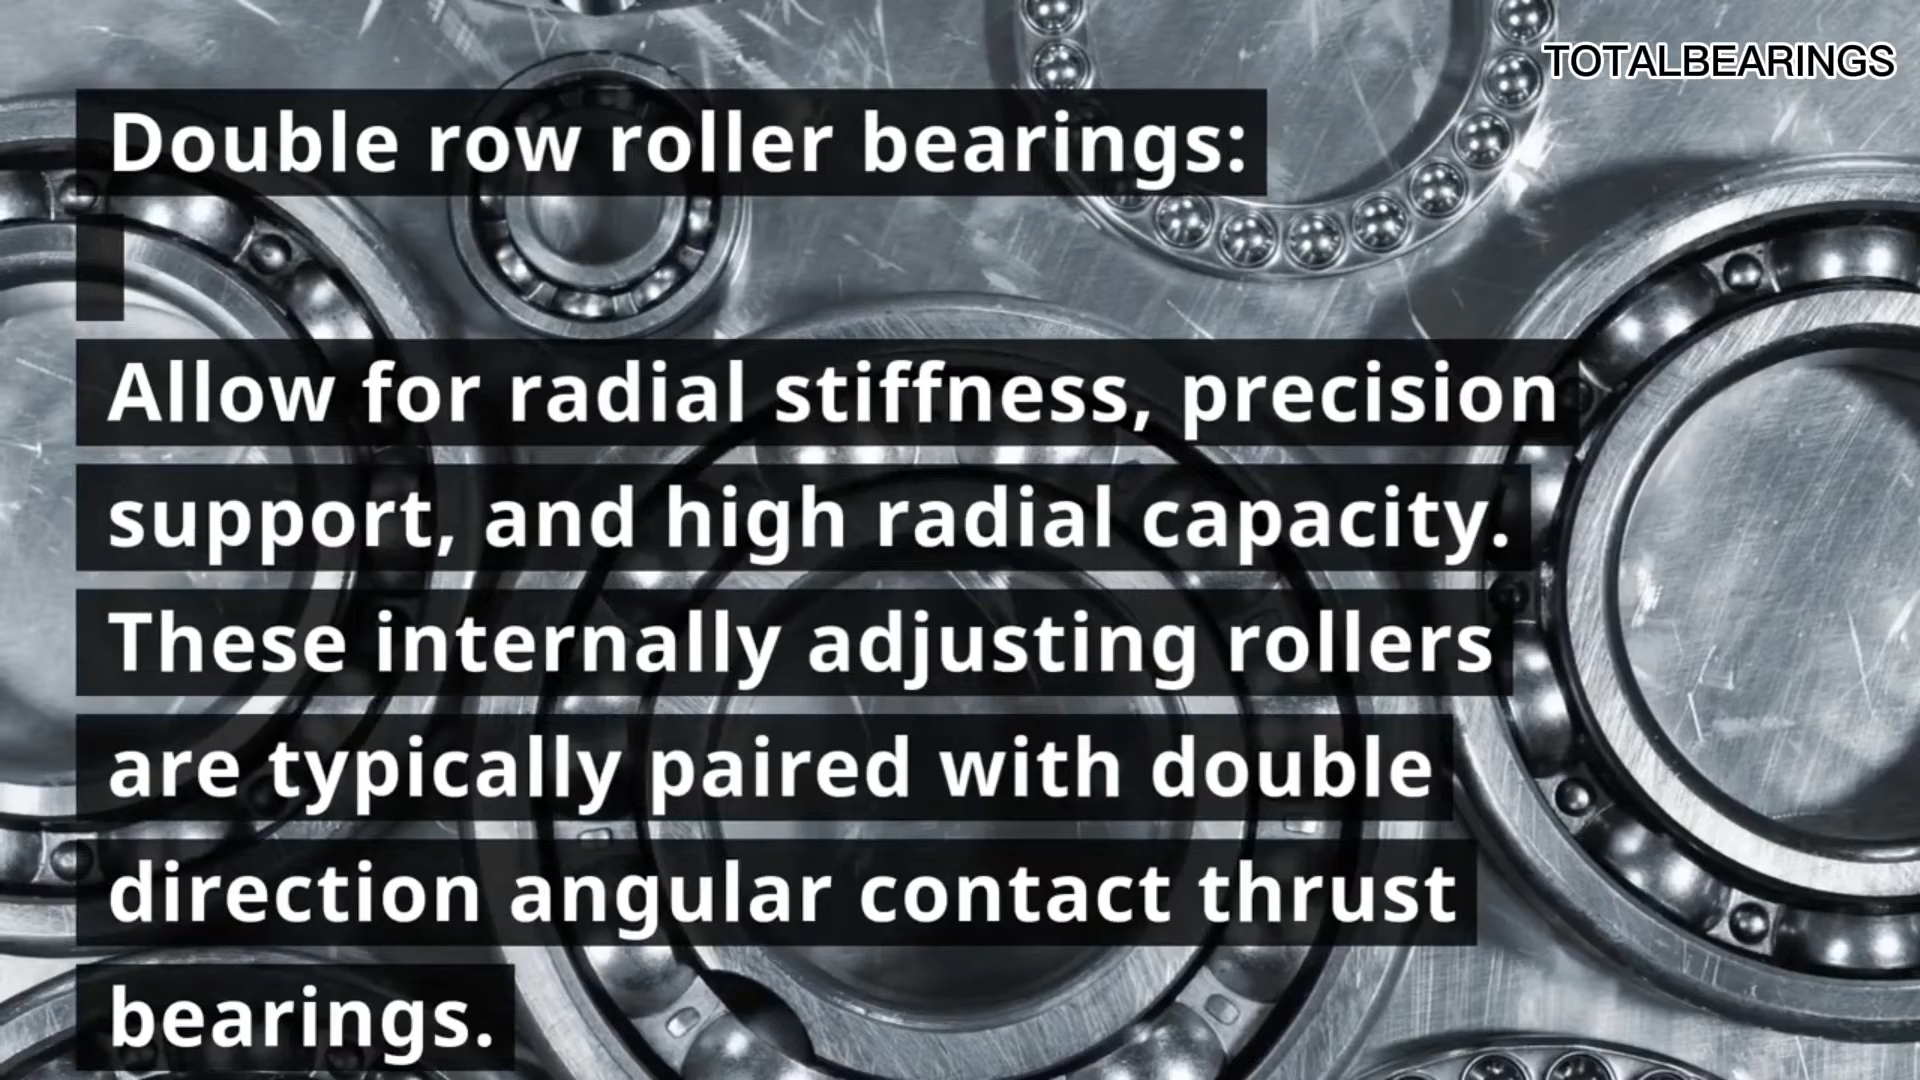 TOTALBEARINGS
Double row roller bearings:
Allow for radial stiffness, precision
support, and high radial capacity.
These internally adjusting rollers
are typically paired with double
direction angular contact thrust
bearings.